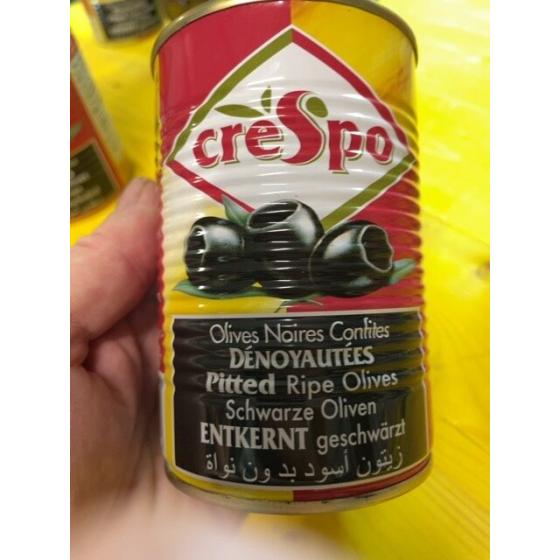 creSpo
Olives Noires Confites
DÉNOYAUTÉES
Pitted Ripe Olives
Schwarze Oliven
ENTKERNT geschwärzt
زيتون أسود بدون نواة